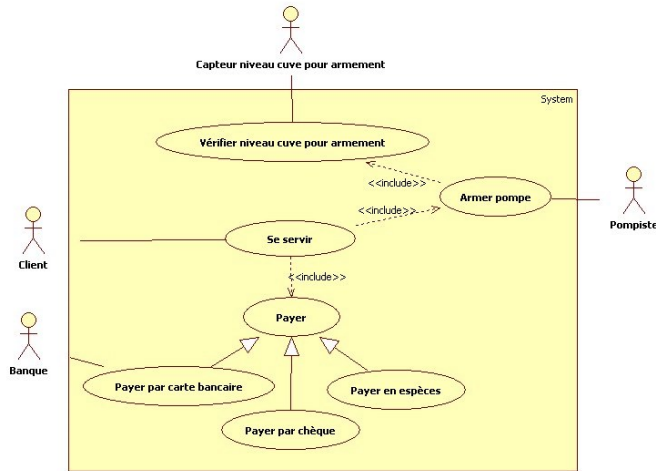 Capteur niveau cuve pour armement
System
Vérifier niveau cuve pour armement
<<include>>
Armer pompe
<<include>>
Pompiste
Se servir
Client
<<include>>
Payer
Banque
Payer par carte bancaire
Payer en espèces
Payer par chèque